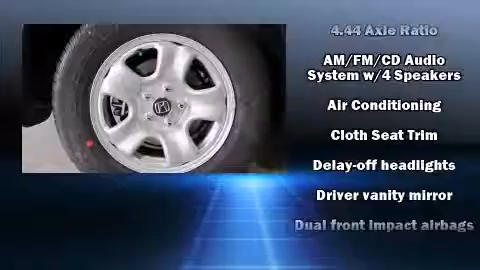 4.44 Axle Ratio
AM/FM/CD Audio
System w/4 Speakers
Air Conditioning
Cloth Seat Trim
Delay-off headlights
Driver vanity mirror
Dual front impact airbags